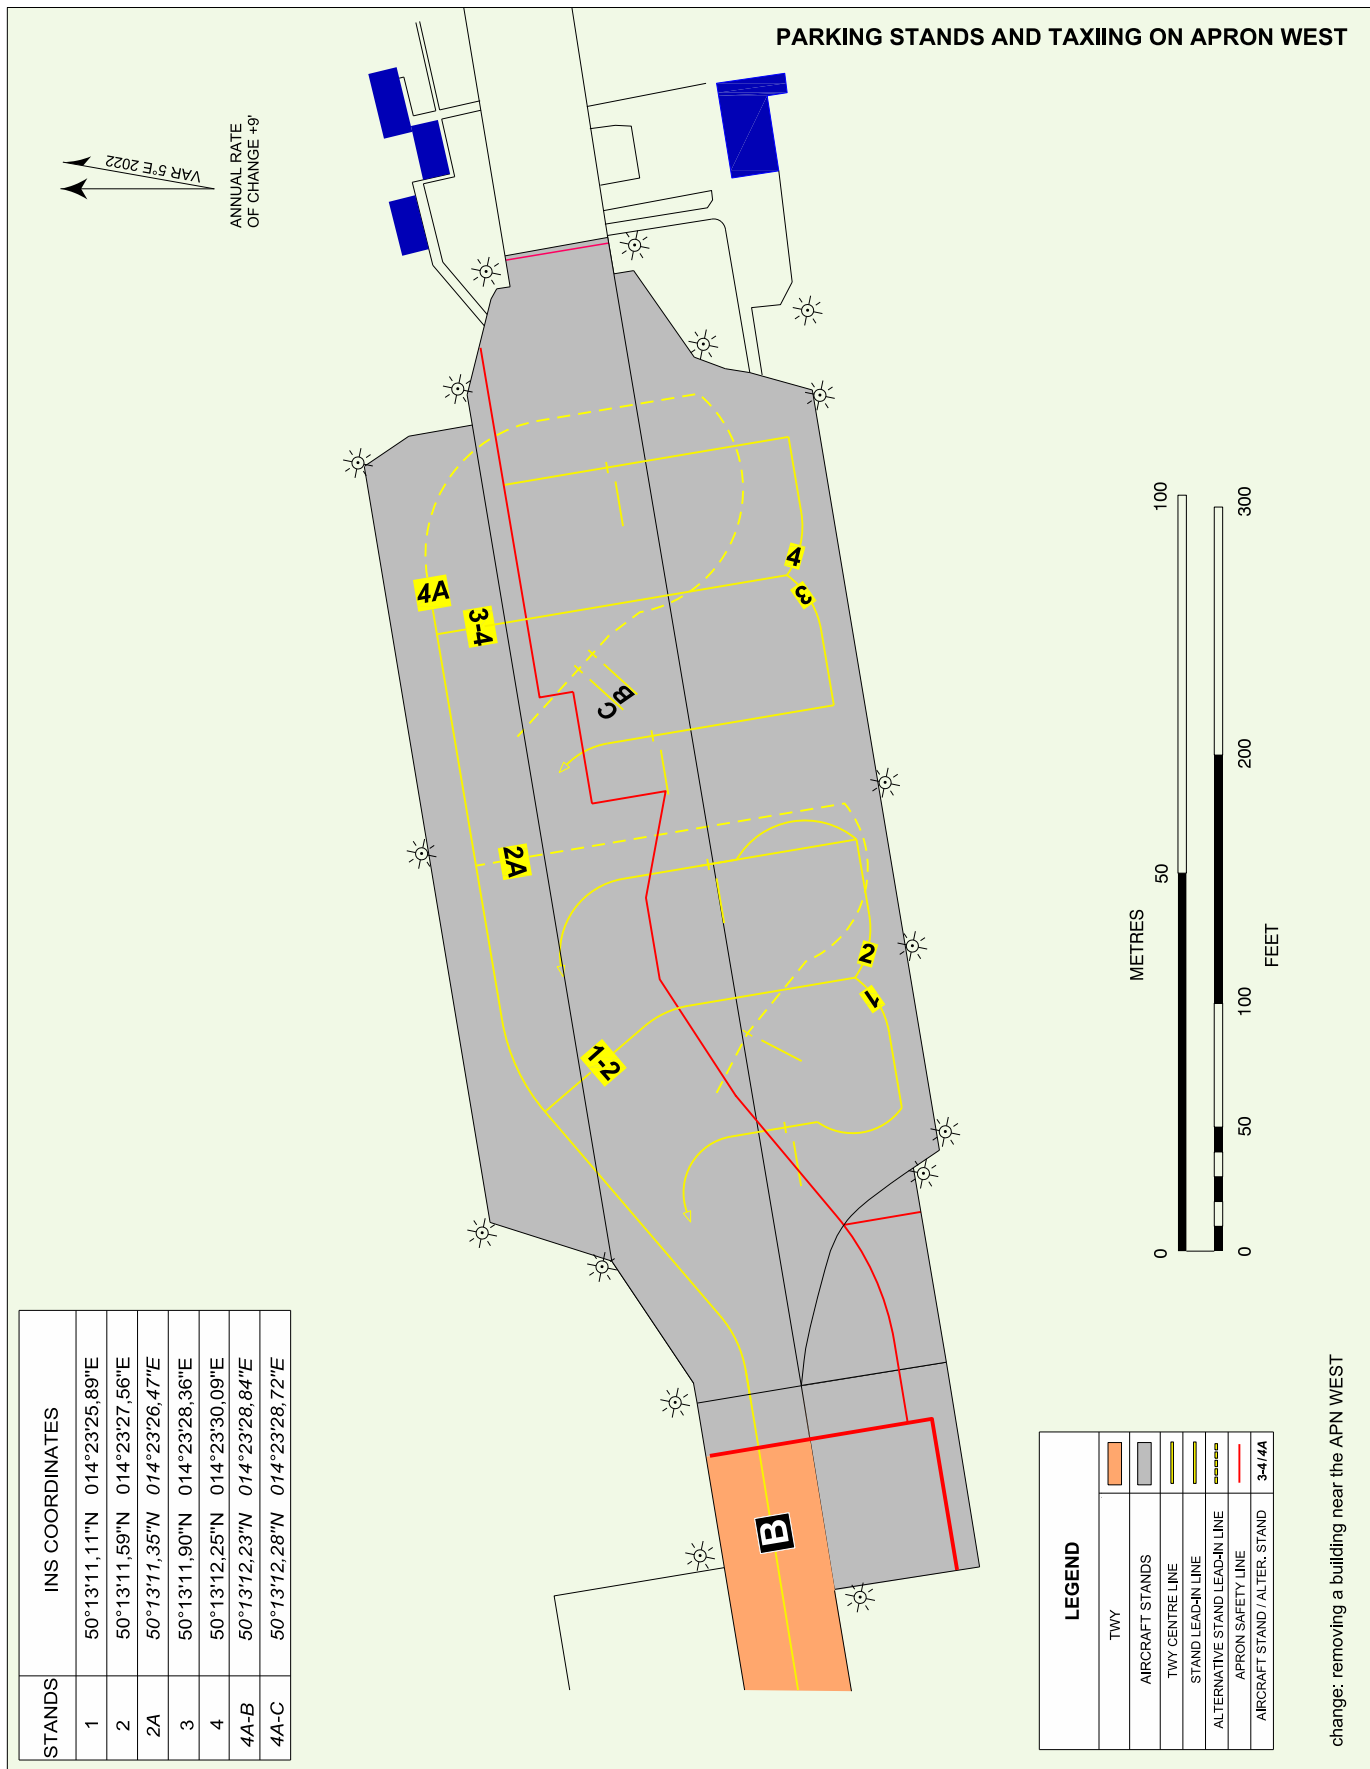 PARKING STANDS AND TAXIING ON APRON WEST
VAR 5°E 2022
ANNUAL RATE
OF CHANGE +9'
4A
3-4
4
3
B
C
2A
2
1
1-2
B
METRES
0
50
100
FEET
0
50
100
200
300
STANDS INS COORDINATES
1 50°13'11,11"N 014°23'25,89"E
2 50°13'11,59"N 014°23'27,56"E
2A 50°13'11,35"N 014°23'26,47"E
3 50°13'11,90"N 014°23'28,36"E
4 50°13'12,25"N 014°23'30,09"E
4A-B 50°13'12,23"N 014°23'28,84"E
4A-C 50°13'12,28"N 014°23'28,72"E
LEGEND
TWY
AIRCRAFT STANDS
TWY CENTRE LINE
STAND LEAD-IN LINE
ALTERNATIVE STAND LEAD-IN LINE
APRON SAFETY LINE
AIRCRAFT STAND / ALTER. STAND 3-4/4A
change: removing a building near the APN WEST